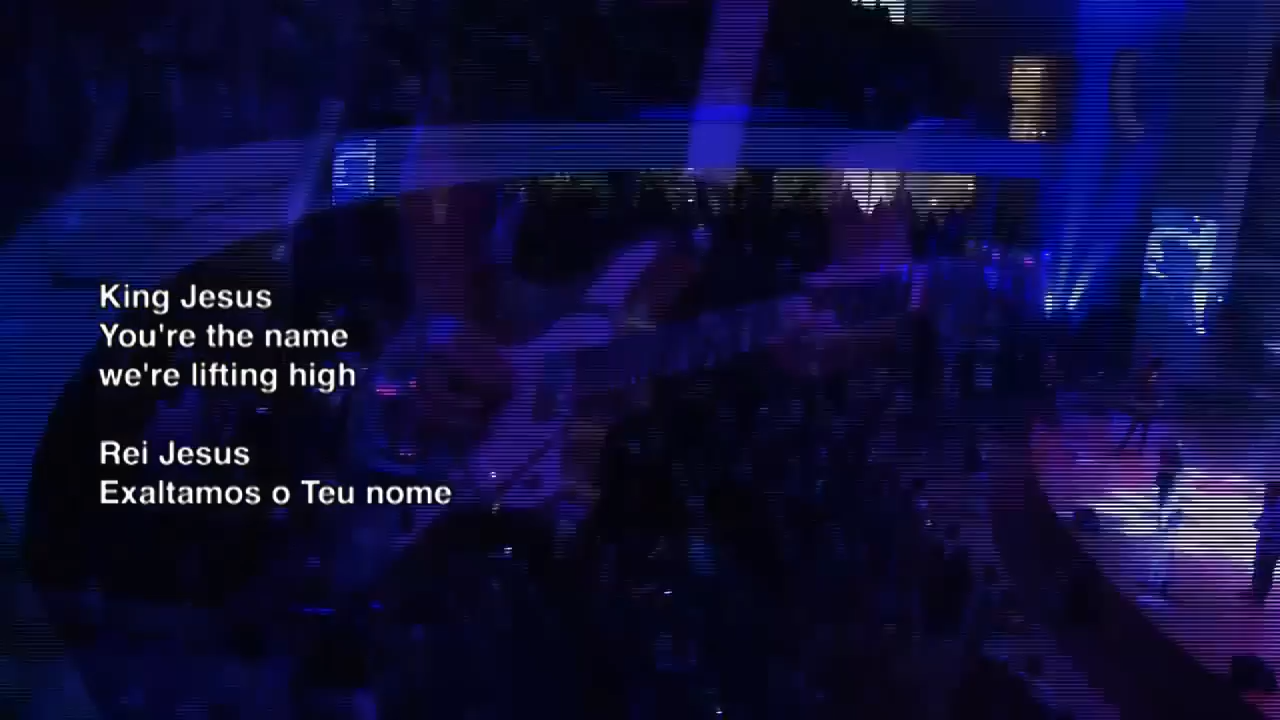 King Jesus
You're the name
we're lifting high
Rei Jesus
Exaltamos o Teu nome